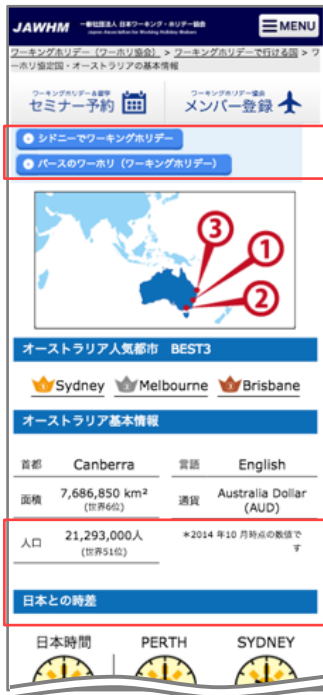 JAWHM 一般社団法人 日本ワーキング・ホリデー協会
Japan Association for Working Holiday Makers
MENU
ワーキングホリデー（ワーホリ協会） > ワーキングホリデーで行ける国 > ワ
ーホリ協定国・オーストラリアの基本情報
ワーキングホリデー＆留学
セミナー予約
ワーキングホリデー協会
メンバー登録
シドニーでワーキングホリデー
パースのワーホリ（ワーキングホリデー）
3
1
2
オーストラリア人気都市 BEST3
1 Sydney 2 Melbourne 3 Brisbane
オーストラリア基本情報
首都 Canberra 言語 English
面積 7,686,850 km² (世界6位) 通貨 Australia Dollar (AUD)
人口 21,293,000人 (世界51位) *2014 年10 月時点の数値で
す
日本との時差
日本時間 PERTH SYDNEY